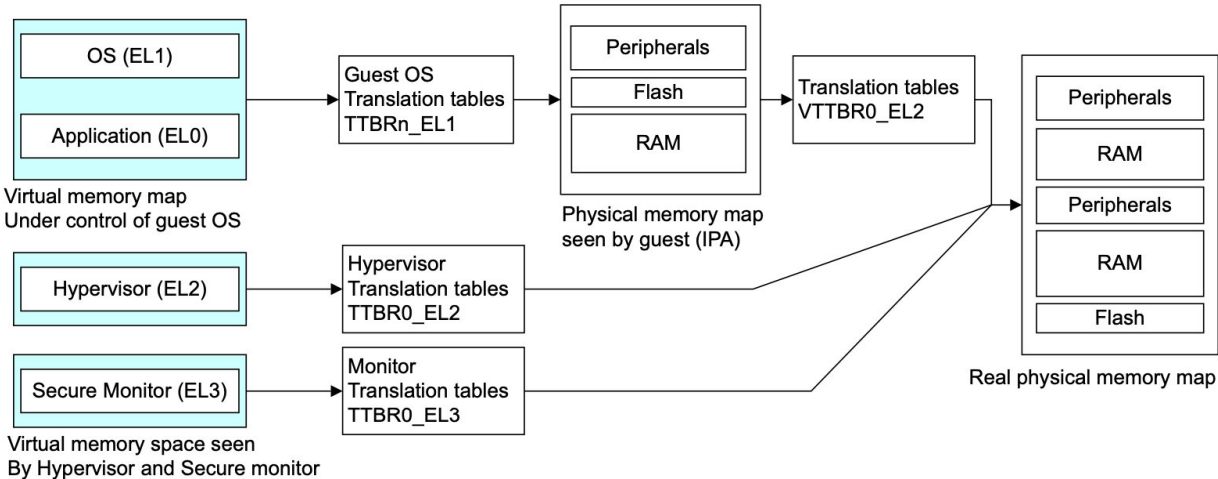 OS (EL1)
Application (EL0)
Virtual memory map
Under control of guest OS
Guest OS
Translation tables
TTBRn_EL1
Peripherals
Flash
RAM
Physical memory map
seen by guest (IPA)
Translation tables
VTTBR0_EL2
Hypervisor (EL2)
Hypervisor
Translation tables
TTBR0_EL2
Secure Monitor (EL3)
Virtual memory space seen
By Hypervisor and Secure monitor
Monitor
Translation tables
TTBR0_EL3
Peripherals
RAM
Peripherals
RAM
Flash
Real physical memory map